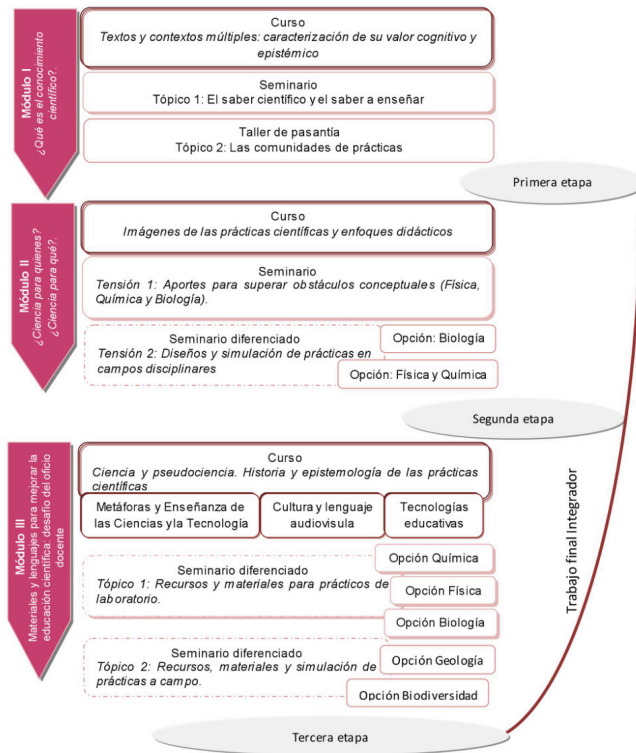 Módulo I
¿Qué es el conocimiento
científico?.
Curso
Textos y contextos múltiples: caracterización de su valor cognitivo y
epistémico
Seminario
Tópico 1: El saber científico y el saber a enseñar
Taller de pasantía
Tópico 2: Las comunidades de prácticas
Primera etapa
Módulo II
¿Ciencia para quienes?
¿Ciencia para qué?.
Curso
Imágenes de las prácticas científicas y enfoques didácticos
Seminario
Tensión 1: Aportes para superar obstáculos conceptuales (Física,
Química y Biología).
Seminario diferenciado
Tensión 2: Diseños y simulación de prácticas en
campos disciplinares
Opción: Biología
Opción: Física y Química
Segunda etapa
Módulo III
Materiales y lenguajes para mejorar la
educación científica: desafío del oficio
docente
Curso
Ciencia y pseudociencia. Historia y epistemología de las prácticas
científicas
Metáforas y Enseñanza de
las Ciencias yla Tecnología
Cultura y lenguaje
audiovisula
Tecnologías
educativas
Seminario diferenciado
Tópico 1: Recursos y materiales para prácticos de
laboratorio.
Opción Química
Opción Física
Opción Biología
Seminario diferenciado
Tópico 2: Recursos, materiales y simulación de
prácticas a campo.
Opción Geología
Opción Biodiversidad
Tercera etapa
Trabajo final Integrador